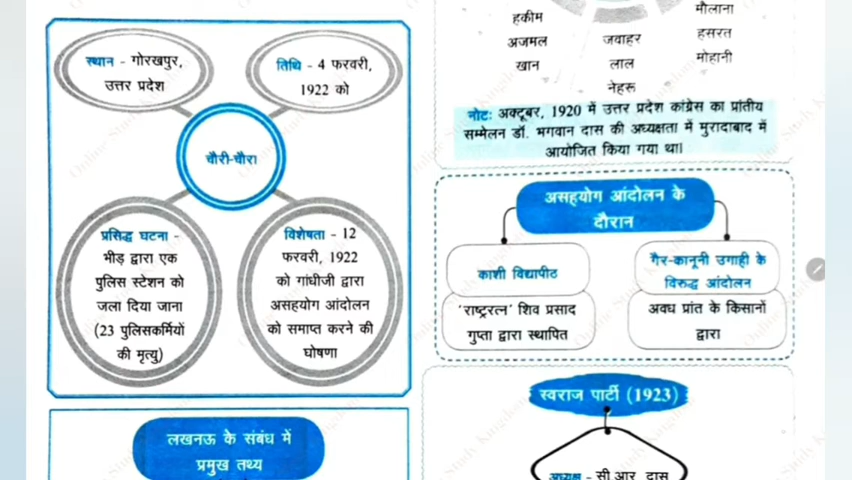 स्थान - गोरखपुर,
उत्तर प्रदेश
तिथि - 4 फरवरी,
1922 को
चौरी-चौरा
प्रसिद्ध घटना -
भीड़ द्वारा एक
पुलिस स्टेशन को
जला दिया जाना
(23 पुलिसकर्मियों
की मृत्यु)
विशेषता - 12
फरवरी, 1922
को गांधीजी द्वारा
असहयोग आंदोलन
को समाप्त करने की
घोषणा
लखनऊ के संबंध में
प्रमुख तथ्य
हकीम
अजमल
खान
जवाहर
लाल
नेहरू
मौलाना
हसरत
मोहानी
नोट: अक्टूबर, 1920 में उत्तर प्रदेश कांग्रेस का प्रांतीय
सम्मेलन डॉ. भगवान दास की अध्यक्षता में मुरादाबाद में
आयोजित किया गया था।
असहयोग आंदोलन के
दौरान
काशी विद्यापीठ
'राष्ट्ररत्न' शिव प्रसाद
गुप्ता द्वारा स्थापित
गैर-कानूनी उगाही के
विरुद्ध आंदोलन
अवध प्रांत के किसानों
द्वारा
स्वराज पार्टी (1923)
अध्यक्ष - सी.आर. दास